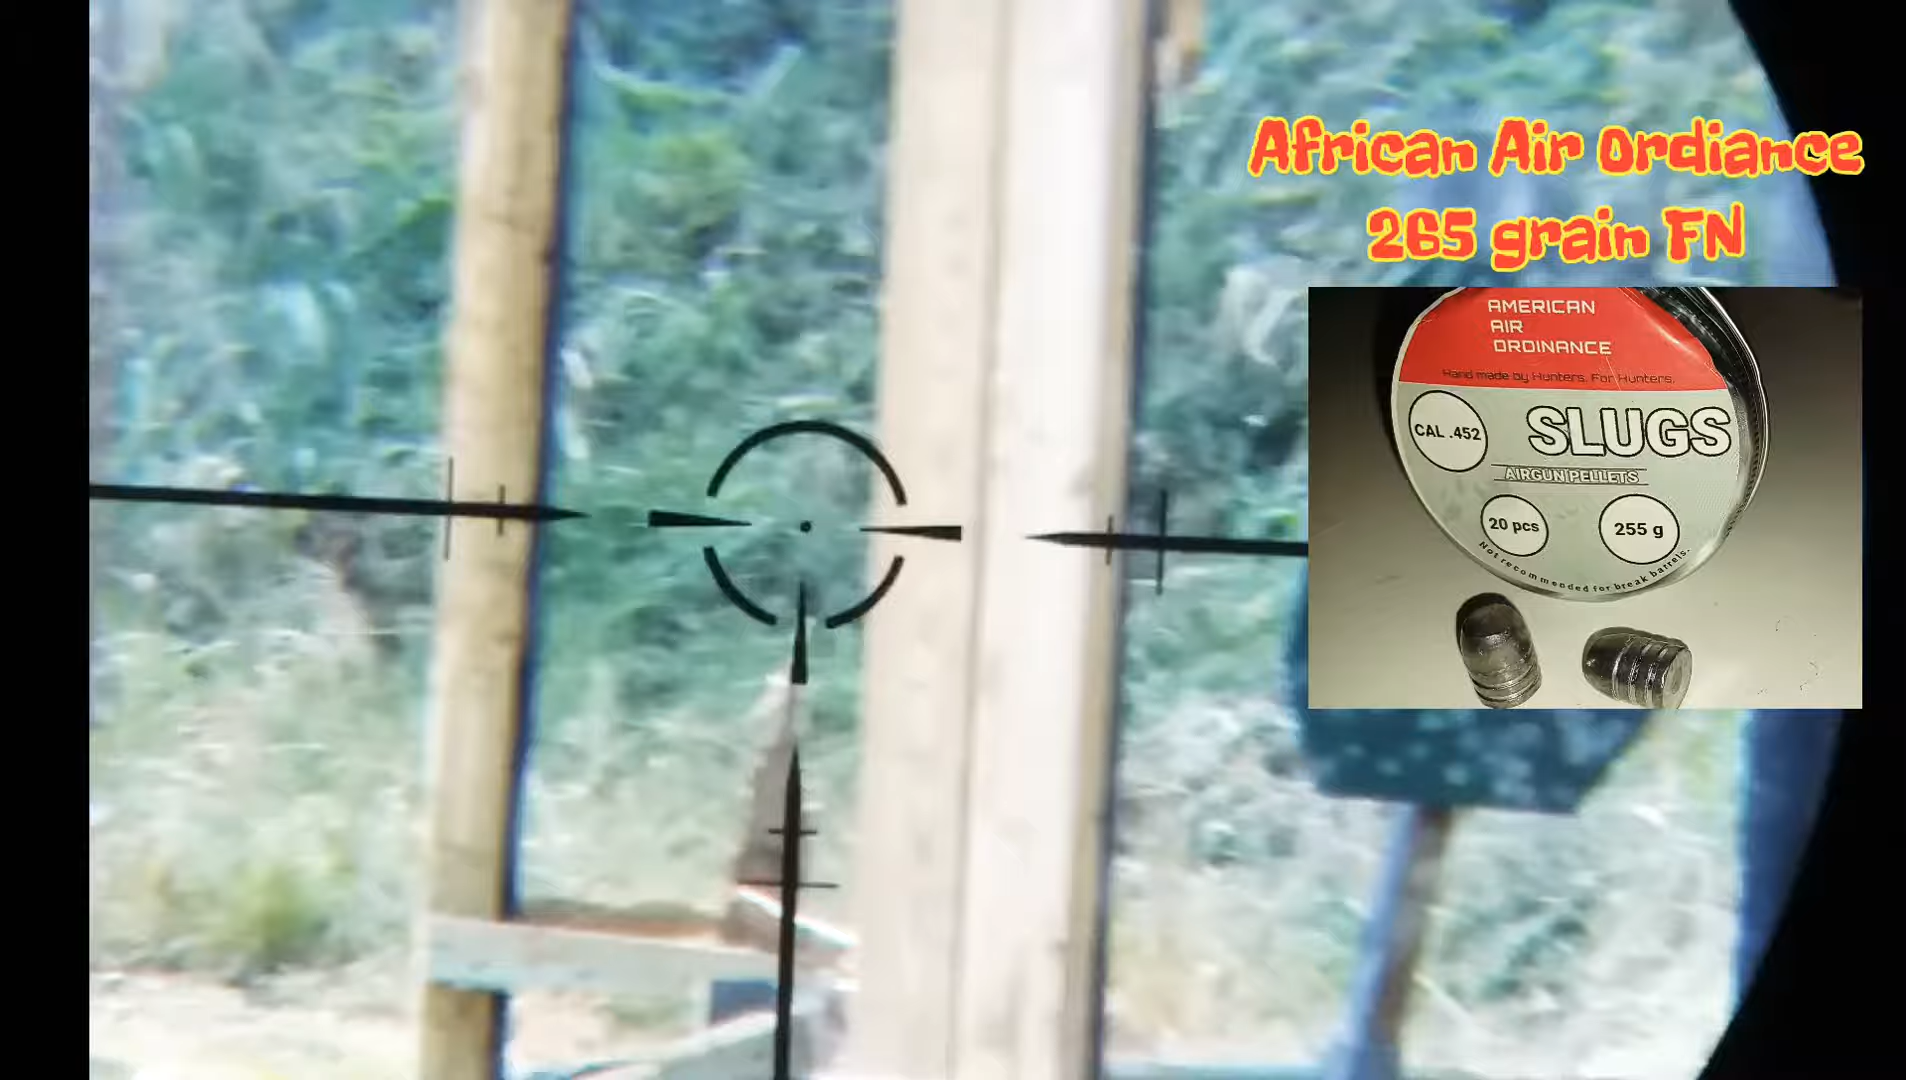 African Air Ordiance
265 grain FN
AMERICAN
AIR
ORDINANCE
Hand made by Hunters. For Hunters.
CAL .452
SLUGS
AIRGUN PELLETS
20 pcs
255 g
Not recommended for break barrels.